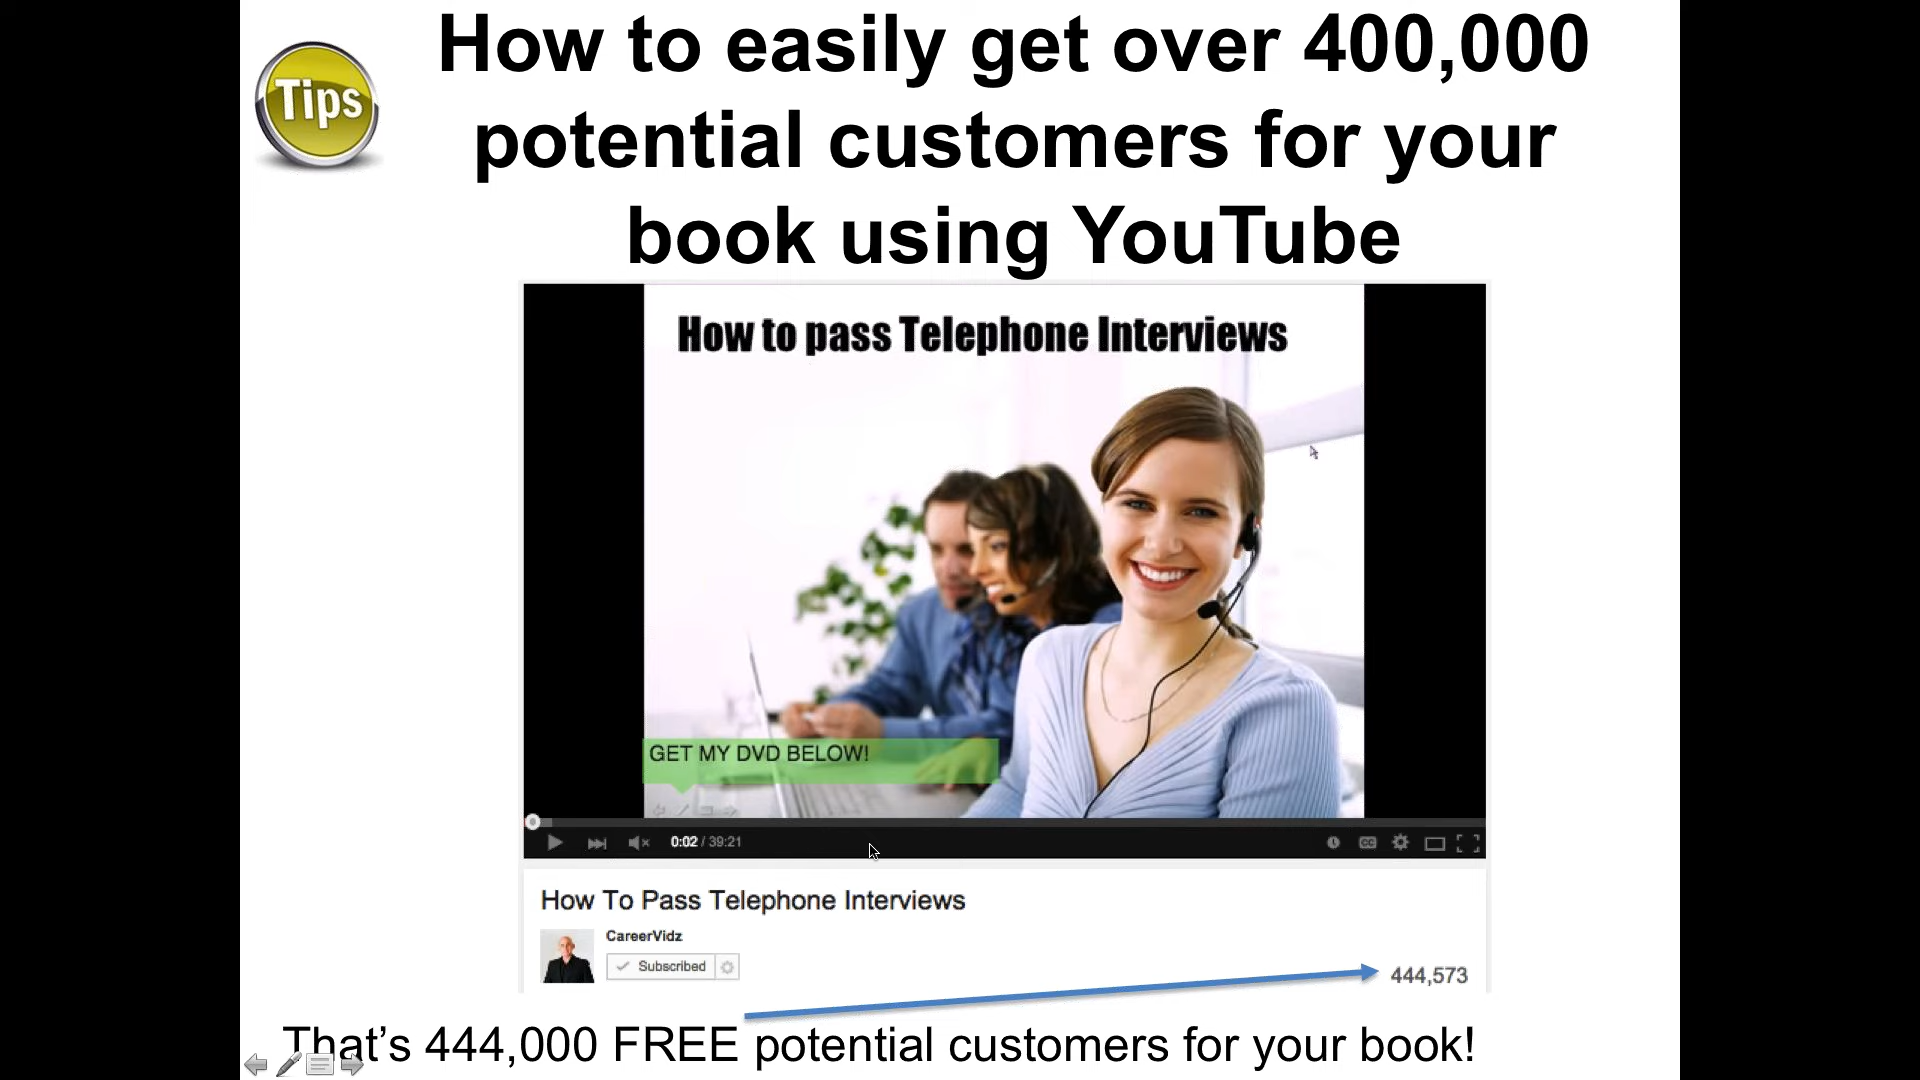 Tips
How to easily get over 400,000
potential customers for your
book using YouTube
How to pass Telephone Interviews
GET MY DVD BELOW!
0:02 / 39:21
CC
How To Pass Telephone Interviews
CareerVidz
Subscribed
444,573
That’s 444,000 FREE potential customers for your book!